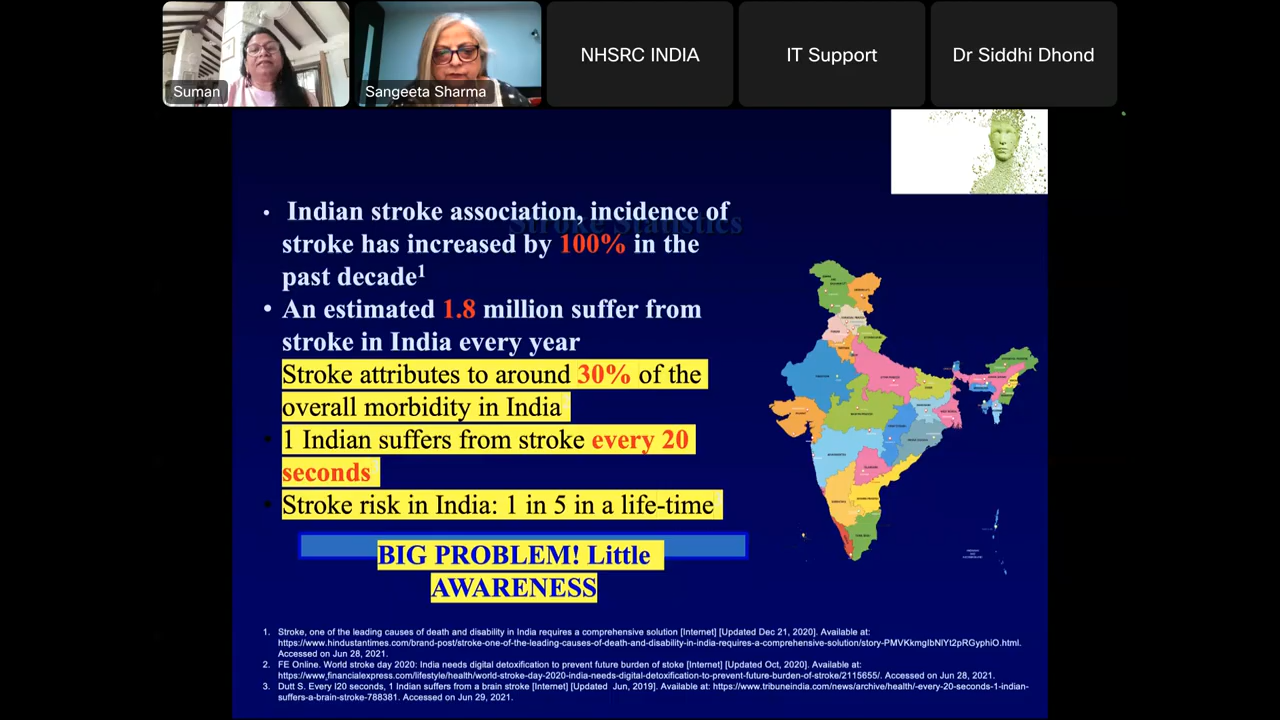 Suman
Sangeeta Sharma
NHSRC INDIA
IT Support
Dr Siddhi Dhond
Stroke Statistics
• Indian stroke association, incidence of
stroke has increased by 100% in the
past decade1
• An estimated 1.8 million suffer from
stroke in India every year
Stroke attributes to around 30% of the
overall morbidity in India
• 1 Indian suffers from stroke every 20
seconds
• Stroke risk in India: 1 in 5 in a life-time
BIG PROBLEM! Little
AWARENESS
1. Stroke, one of the leading causes of death and disability in India requires a comprehensive solution [Internet] [Updated Dec 21, 2020]. Available at:
https://www.hindustantimes.com/brand-post/stroke-one-of-the-leading-causes-of-death-and-disability-in-india-requires-a-comprehensive-solution/story-PMVKkmgIbNlYt2pRGyphiO.html.
Accessed on Jun 28, 2021.
2. FE Online. World stroke day 2020: India needs digital detoxification to prevent future burden of stoke [Internet] [Updated Oct, 2020]. Available at:
https://www.financialexpress.com/lifestyle/health/world-stroke-day-2020-india-needs-digital-detoxification-to-prevent-future-burden-of-stroke/2115655/. Accessed on Jun 28, 2021.
3. Dutt S. Every l20 seconds, 1 Indian suffers from a brain stroke [Internet] [Updated Jun, 2019]. Available at: https://www.tribuneindia.com/news/archive/health/-every-20-seconds-1-indian-
suffers-a-brain-stroke-788381. Accessed on Jun 29, 2021.